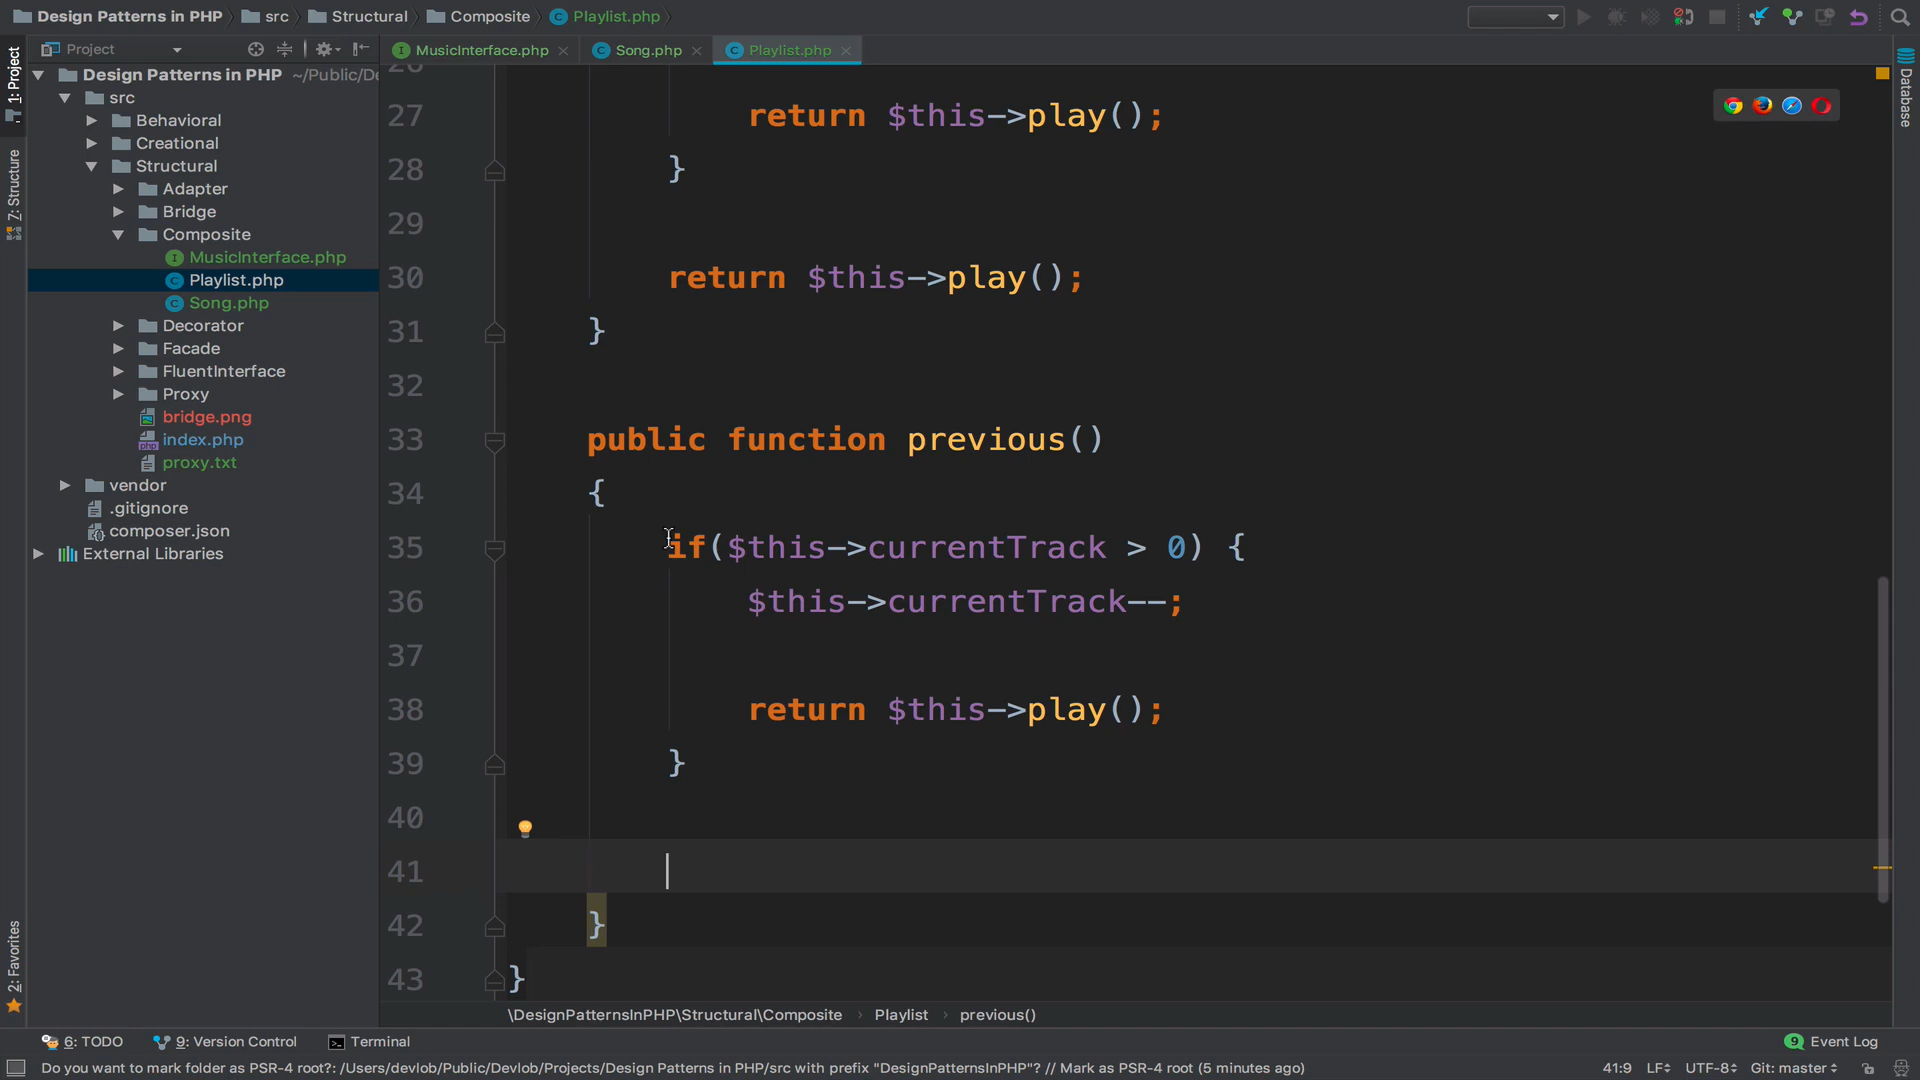 Design Patterns in PHP src Structural Composite Playlist.php
Project
MusicInterface.php Song.php Playlist.php
1: Project
7: Structure
2: Favorites
Database
Design Patterns in PHP ~/Public/De
src
Behavioral
Creational
Structural
Adapter
Bridge
Composite
MusicInterface.php
Playlist.php
Song.php
Decorator
Facade
FluentInterface
Proxy
bridge.png
index.php
proxy.txt
vendor
.gitignore
composer.json
External Libraries
26
27 return $this->play();
28 }
29
30 return $this->play();
31 }
32
33 public function previous()
34 {
35 if($this->currentTrack > 0) {
36 $this->currentTrack--;
37
38 return $this->play();
39 }
40
41
42 }
43 }
\DesignPatternsInPHP\Structural\Composite › Playlist › previous()
6: TODO 9: Version Control Terminal 9 Event Log
Do you want to mark folder as PSR-4 root?: /Users/devlob/Public/Devlob/Projects/Design Patterns in PHP/src with prefix "DesignPatternsInPHP"? // Mark as PSR-4 root (5 minutes ago) 41:9 LF UTF-8 Git: master